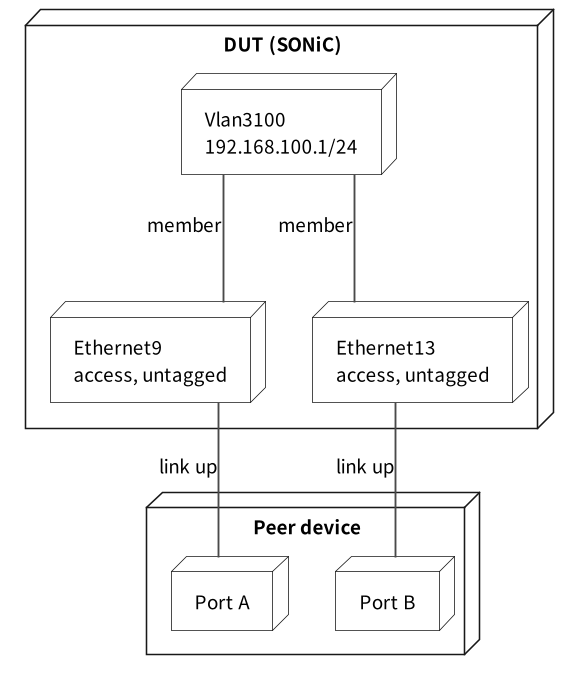 DUT (SONiC)
Vlan3100
192.168.100.1/24
member
member
Ethernet9
access, untagged
Ethernet13
access, untagged
link up
link up
Peer device
Port A
Port B